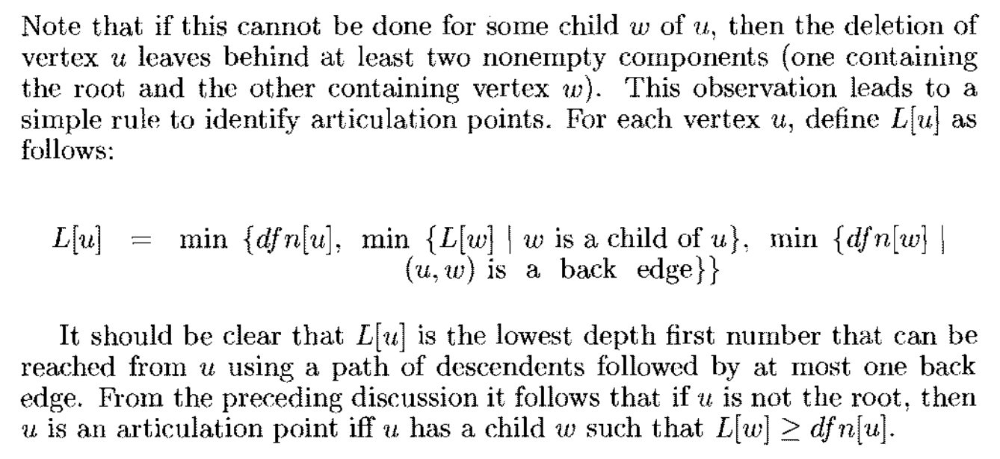 Note that if this cannot be done for some child w of u, then the deletion of
vertex u leaves behind at least two nonempty components (one containing
the root and the other containing vertex w). This observation leads to a
simple rule to identify articulation points. For each vertex u, define L[u] as
follows:
L[u] = min {dfn[u], min {L[w] | w is a child of u}, min {dfn[w] |
(u, w) is a back edge}}
It should be clear that L[u] is the lowest depth first number that can be
reached from u using a path of descendents followed by at most one back
edge. From the preceding discussion it follows that if u is not the root, then
u is an articulation point iff u has a child w such that L[w] ≥ dfn[u].